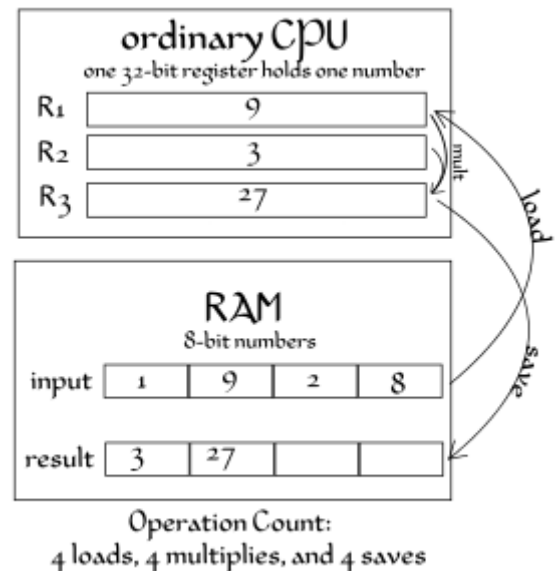 ordinary CPU
one 32-bit register holds one number
R1 9
R2 3
R3 27
mult
load
RAM
8-bit numbers
input 1 9 2 8
save
result 3 27
Operation Count:
4 loads, 4 multiplies, and 4 saves